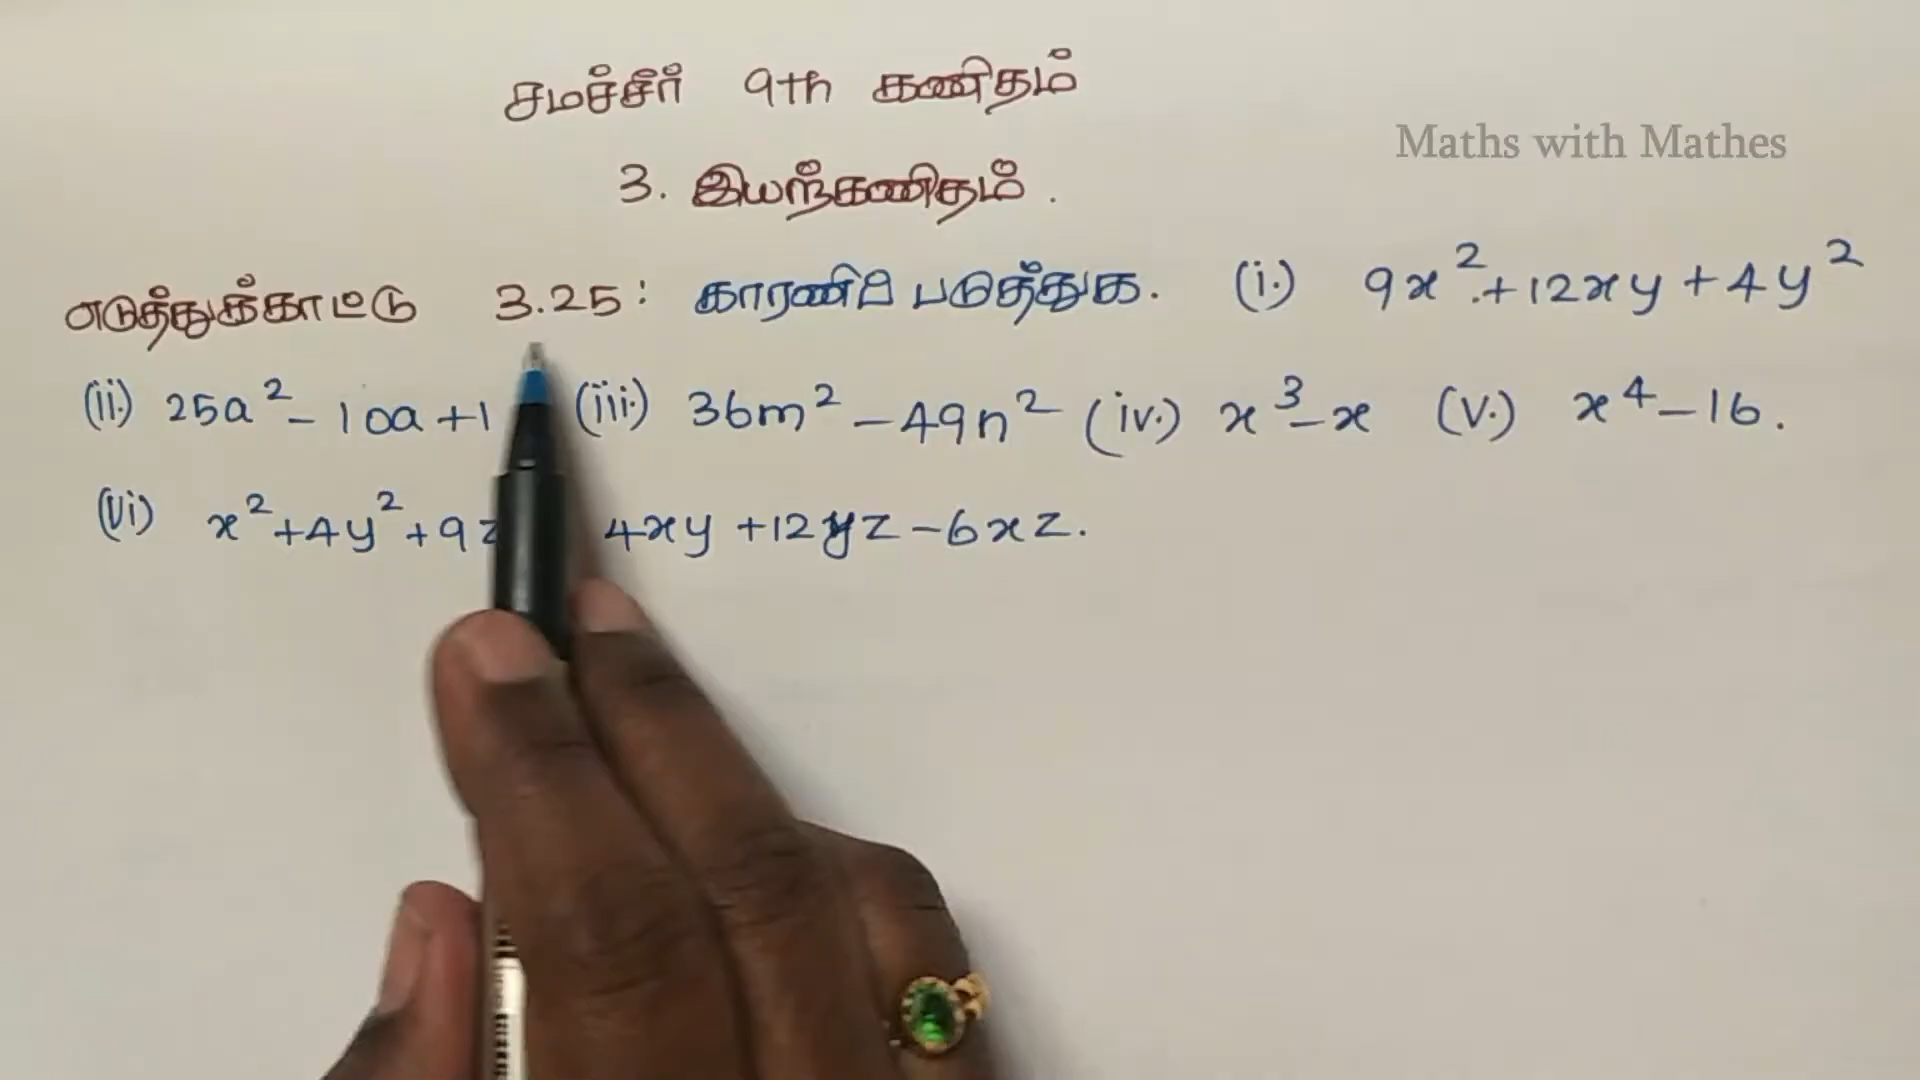 சமச்சீர் 9th கணிதம்
Maths with Mathes
3. இயற்கணிதம்.
எடுத்துக்காட்டு 3.25: காரணிப் படுத்துக. (i.) 9x²+12xy+4y²
(ii.) 25a²-10a+1 (iii.) 36m²-49n² (iv.) x³-x (v.) x⁴-16.
(vi) x²+4y²+9z 4xy+12yz-6xz.